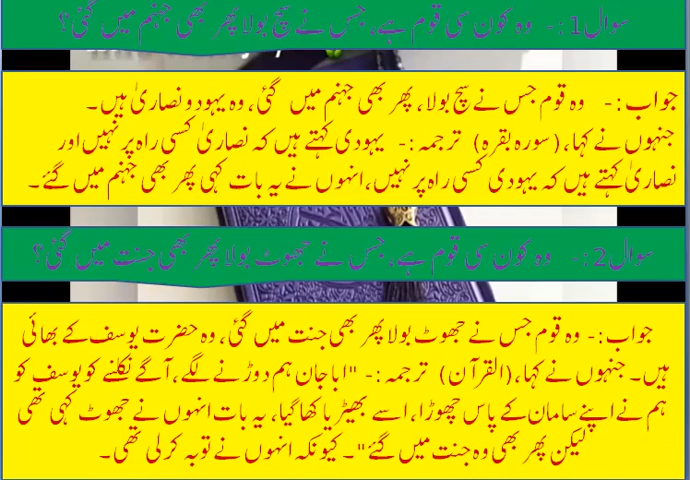 سوال 1 :- وہ کون سی قوم ہے، جس نے سچ بولا پھر بھی جہنم میں گئی؟
جواب :- وہ قوم جس نے سچ بولا، پھر بھی جہنم میں گئی، وہ یہود و نصاریٰ ہیں۔
جنہوں نے کہا، (سورہ بقرہ) ترجمہ :- یہودی کہتے ہیں کہ نصاریٰ کسی راہ پر نہیں اور
نصاریٰ کہتے ہیں کہ یہودی کسی راہ پر نہیں، انہوں نے یہ بات کہی پھر بھی جہنم میں گئے۔
سوال 2 :- وہ کون سی قوم ہے، جس نے جھوٹ بولا پھر بھی جنت میں گئی؟
جواب :- وہ قوم جس نے جھوٹ بولا پھر بھی جنت میں گئی، وہ حضرت یوسف کے بھائی
ہیں۔ جنہوں نے کہا، (القرآن) ترجمہ :- "ابا جان ہم دوڑنے لگے، آگے نکلنے کو یوسف کو
ہم نے اپنے سامان کے پاس چھوڑا، اسے بھیڑیا کھا گیا، یہ بات انہوں نے جھوٹ کہی تھی
لیکن پھر بھی وہ جنت میں گئے"۔ کیونکہ انہوں نے توبہ کر لی تھی۔